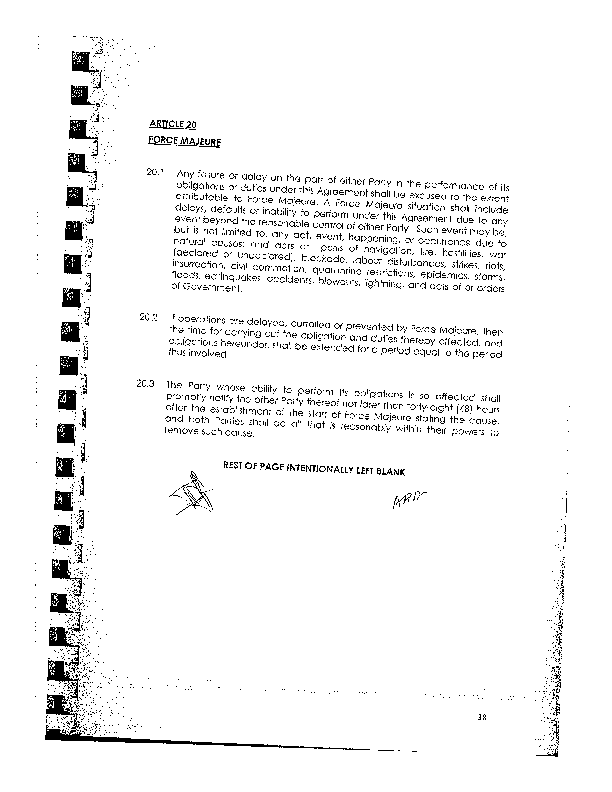 ARTICLE 20
FORCE MAJEURE
20.1 Any failure or delay on the part of either Party in the performance of its
obligations or duties under this Agreement shall be excused to the extent
attributable to Force Majeure. A Force Majeure situation shall include
delays, defaults or inability to perform under this Agreement due to any
event beyond the reasonable control of either Party. Such event may be,
but is not limited to, any act, event, happening, or occurrence due to
natural causes; and acts or perils of navigation, fire, hostilities, war
(declared or undeclared), blockade, labour disturbances, strikes, riots,
insurrection, civil commotion, quarantine restrictions, epidemics, storms,
floods, earthquakes, accidents, blowouts, lightning, and acts of or orders
of Government.
20.2 If operations are delayed, curtailed or prevented by Force Majeure, then
the time for carrying out the obligation and duties thereby affected, and
obligations hereunder, shall be extended for a period equal to the period
thus involved.
20.3 The Party whose ability to perform its obligations is so affected shall
promptly notify the other Party thereof not later than forty-eight (48) hours
after the establishment of the start of Force Majeure stating the cause,
and both Parties shall do all that is reasonably within their powers to
remove such cause.
REST OF PAGE INTENTIONALLY LEFT BLANK
38